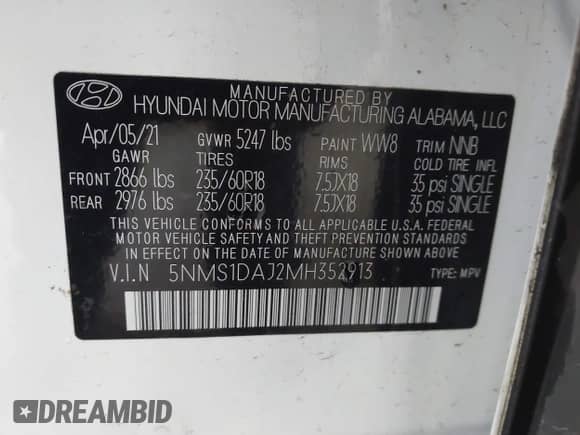 MANUFACTURED BY
HYUNDAI MOTOR MANUFACTURING ALABAMA, LLC
Apr/05/21 GVWR 5247 lbs PAINT WW8 TRIM NNB
GAWR TIRES RIMS COLD TIRE INFL
FRONT 2866 lbs 235/60R18 7.5JX18 35 psi SINGLE
REAR 2976 lbs 235/60R18 7.5JX18 35 psi SINGLE
THIS VEHICLE CONFORMS TO ALL APPLICABLE U.S.A. FEDERAL
MOTOR VEHICLE SAFETY AND THEFT PREVENTION STANDARDS
IN EFFECT ON THE DATE OF MANUFACTURE SHOWN ABOVE
V.I.N 5NMS1DAJ2MH352913 TYPE: MPV
DREAMBID